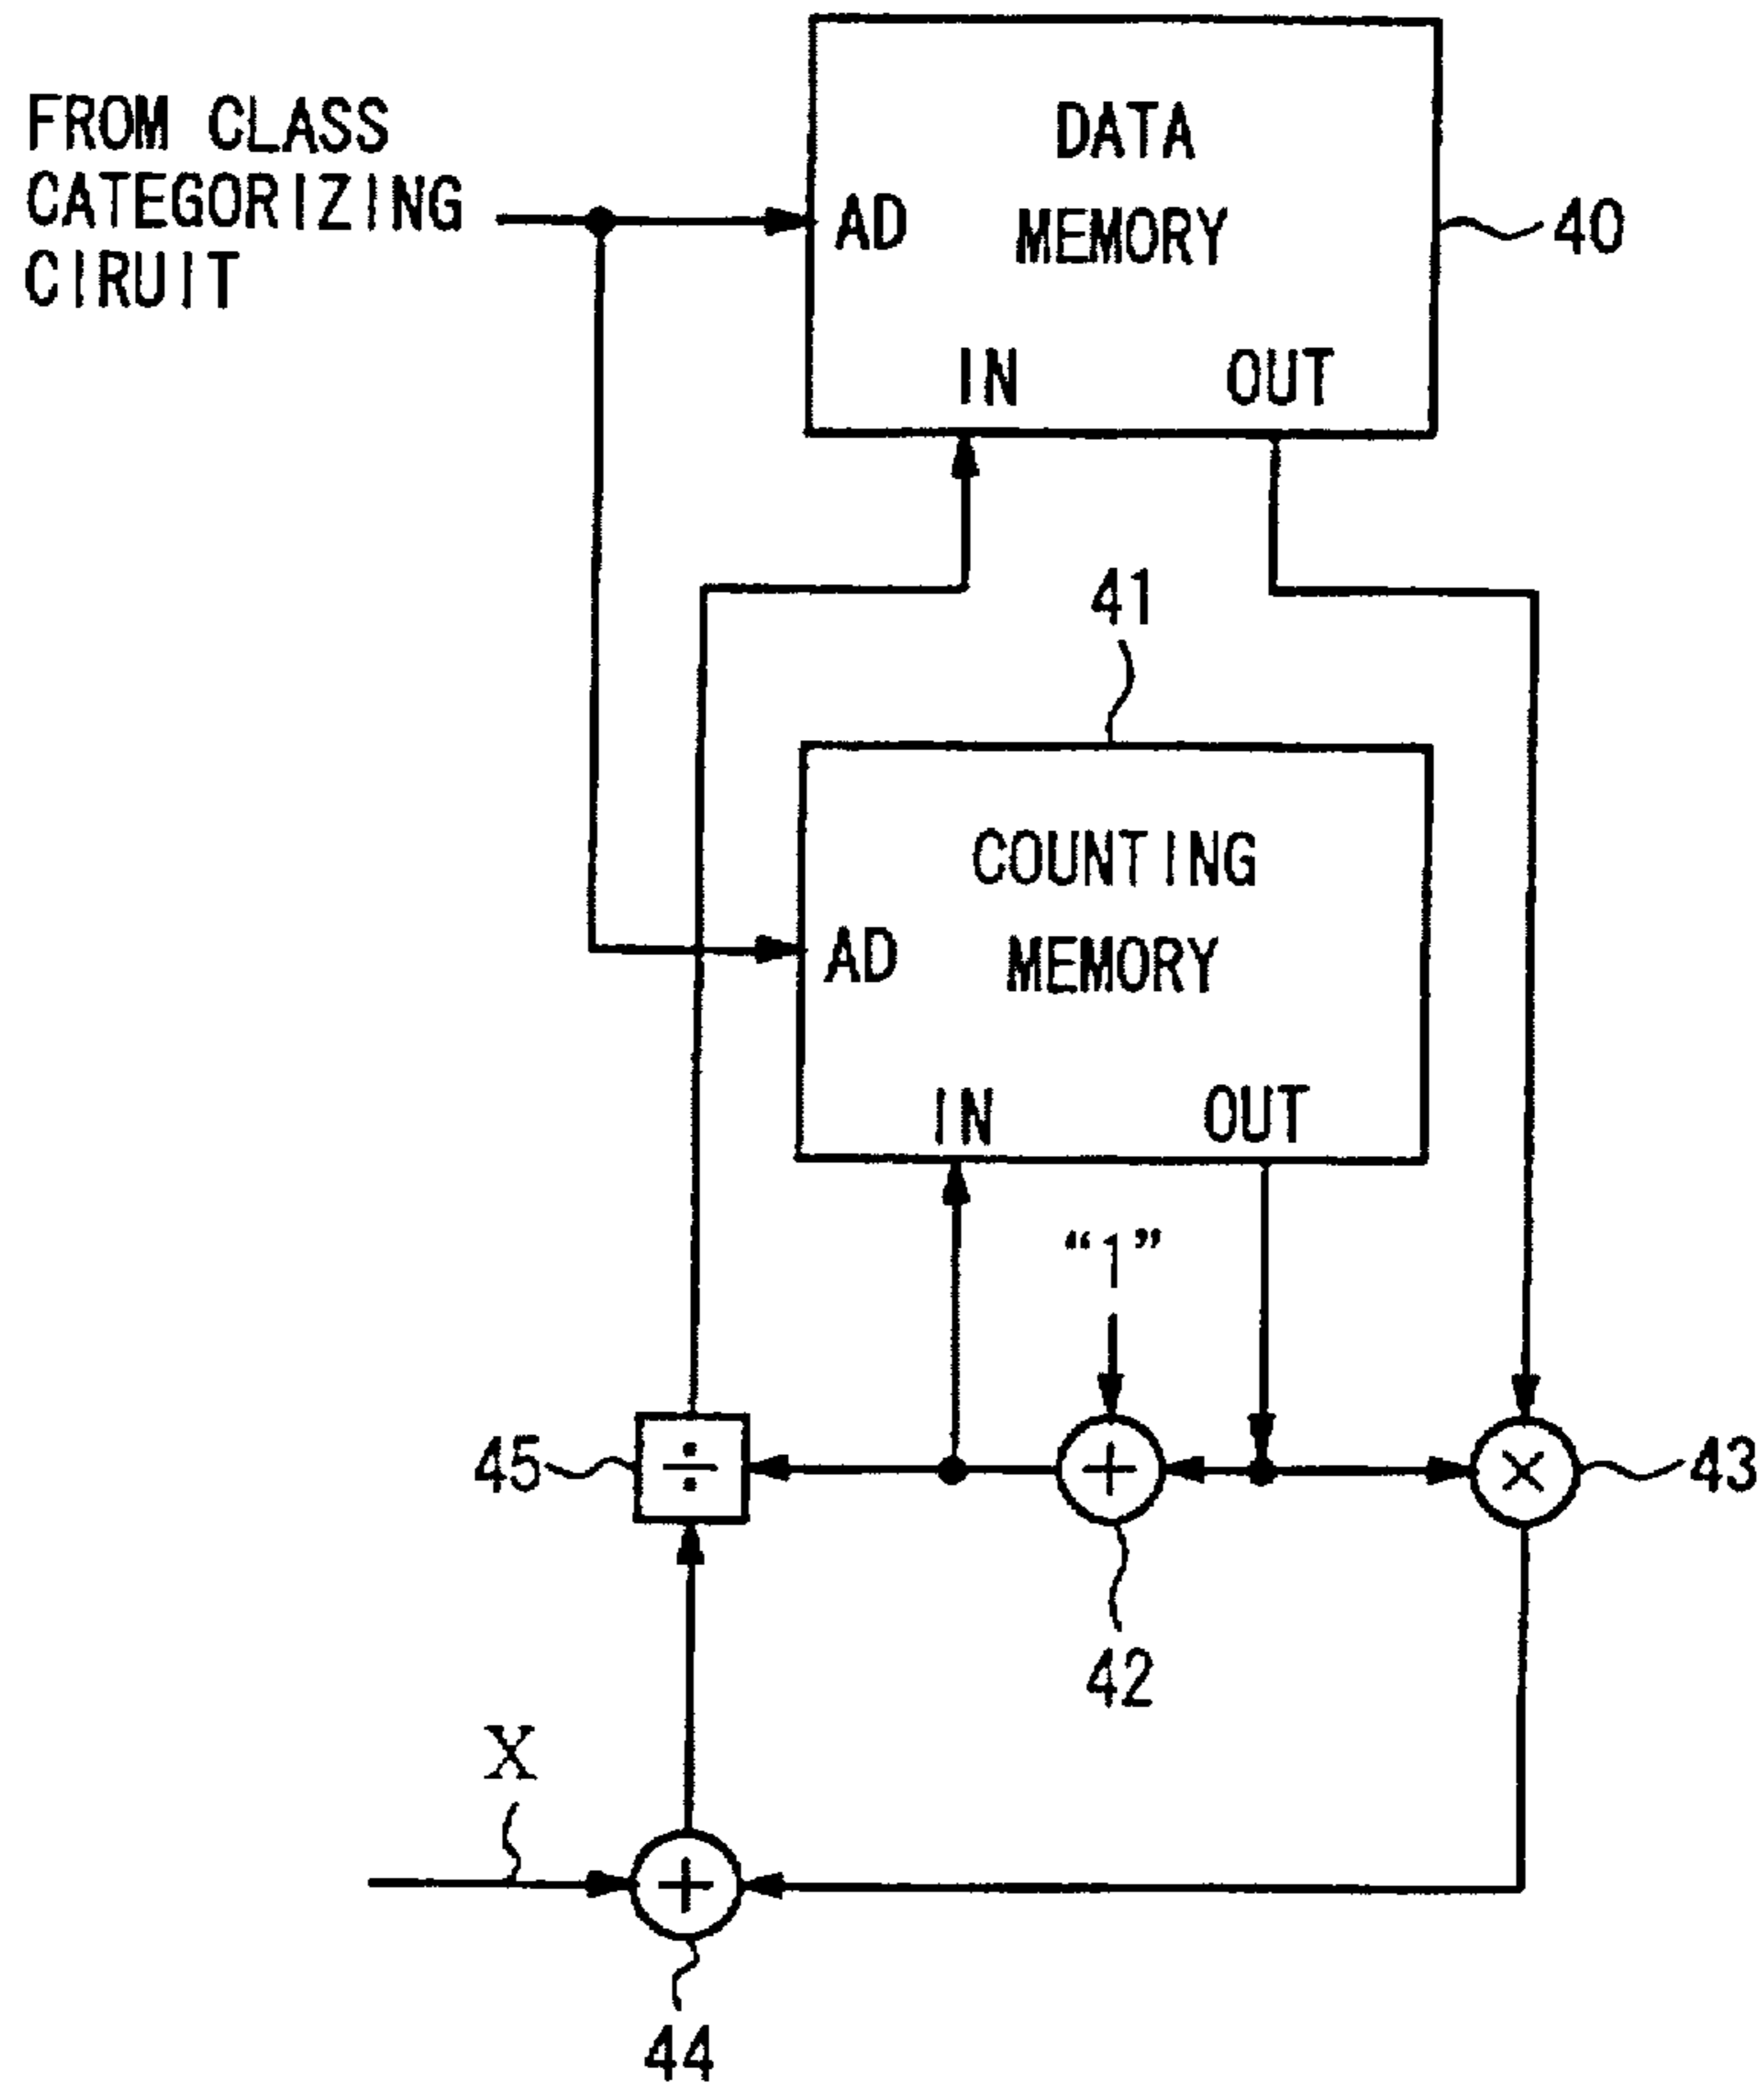 FROM CLASS
CATEGORIZING
CIRUIT
DATA
MEMORY
AD
IN
OUT
40
41
COUNTING
MEMORY
AD
IN
OUT
“1”
45
÷
+
×
43
42
X
+
44